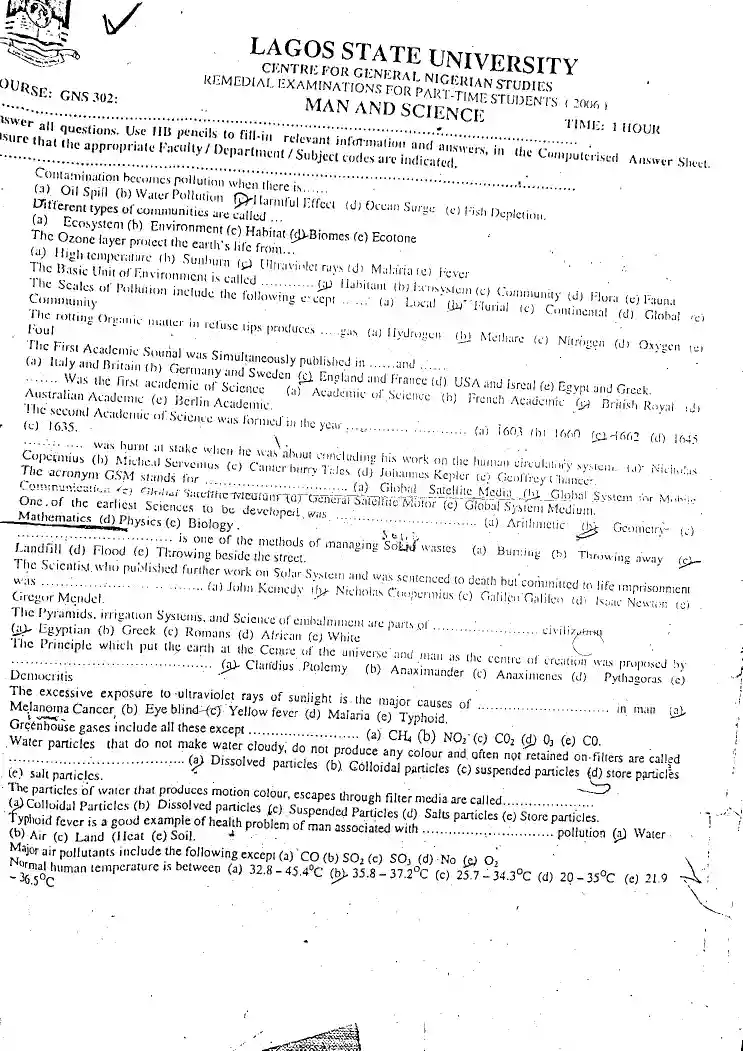 LAGOS STATE UNIVERSITY
CENTRE FOR GENERAL NIGERIAN STUDIES
REMEDIAL EXAMINATIONS FOR PART-TIME STUDENTS (2006)
OURSE: GNS 302:
MAN AND SCIENCE
TIME: 1 HOUR
nswer all questions. Use HB pencils to fill-in relevant information and answers, in the Computerised Answer Sheet.
nsure that the appropriate Faculty / Department / Subject codes are indicated.
Contamination becomes pollution when there is......
(a) Oil Spill (b) Water Pollution (c) Harmful Effect (d) Ocean Surge (e) Fish Depletion.
Different types of communities are called ...
(a) Ecosystem (b) Environment (c) Habitat (d) Biomes (e) Ecotone
The Ozone layer protect the earth's life from...
(a) High temperature (b) Sunburn (c) Ultraviolet rays (d) Malaria (e) Fever
The Basic Unit of Environment is called ............ (a) Habitant (b) Ecosystem (c) Community (d) Flora (e) Fauna
The Scales of Pollution include the following except ...... (a) Local (b) Plurial (c) Continental (d) Global (e)
Community
The rotting Organic matter in refuse tips produces ....gas (a) Hydrogen (b) Methare (c) Nitrogen (d) Oxygen (e)
Foul
The First Academic Sourial was Simultaneously published in ......and ......
(a) Italy and Britain (b) Germany and Sweden (c) England and France (d) USA and Isreal (e) Egypt and Greek.
....... Was the first academic of Science (a) Academic of Science (b) French Academic (c) British Royal (d)
Australian Academic (e) Berlin Academic.
The second Academic of Science was formed in the year ........................ (a) 1603 (b) 1660 (c) 1662 (d) 1645
(e) 1635.
............... was burnt at stake when he was about concluding his work on the human circulatory system. (a) Nicholas
Copernius (b) Micheal Serventus (c) Canter burry Tales (d) Johannes Kepler (e) Geoffrey Chancer.
The acronym GSM stands for ........................ (a) Global Satellite Media (b) Global System for Mobile
Communication (c) Global Satellite Medium (d) General Satellite Motor (e) Global System Medium.
One of the earliest Sciences to be developed was ........................ (a) Arithmetic (b) Geometry (c)
Mathematics (d) Physics (e) Biology.
........................ is one of the methods of managing Solid wastes (a) Burning (b) Throwing away (c)
Landfill (d) Flood (e) Throwing beside the street.
The Scientist who published further work on Solar System and was sentenced to death but committed to life imprisonment
was ........................ (a) John Kemedy (b) Nicholas Coopermius (c) Galileo Galileo (d) Isaac Newton (e)
Gregor Mendel.
The Pyramids, irrigation Systems, and Science of embalmment are parts of ........................ civilization
(a) Egyptian (b) Greek (c) Romans (d) African (e) White
The Principle which put the earth at the Centre of the universe and man as the centre of creation was proposed by
........................ (a) Claudius Ptolemy (b) Anaximander (c) Anaximenes (d) Pythagoras (e)
Democritis
The excessive exposure to ultraviolet rays of sunlight is the major causes of ........................ in man (a)
Melanoma Cancer, (b) Eye blind (c) Yellow fever (d) Malaria (e) Typhoid.
Greenhouse gases include all these except ........................ (a) CH4 (b) NO2 (c) CO2 (d) O3 (e) CO.
Water particles that do not make water cloudy, do not produce any colour and often not retained on-filters are called
........................ (a) Dissolved particles (b) Colloidal particles (c) suspended particles (d) store particles
(e) salt particles.
The particles of water that produces motion colour, escapes through filter media are called....................
(a) Colloidal Particles (b) Dissolved particles (c) Suspended Particles (d) Salts particles (e) Store particles.
Typhoid fever is a good example of health problem of man associated with ........................ pollution (a) Water
(b) Air (c) Land (Heat (e) Soil.
Major air pollutants include the following except (a) CO (b) SO2 (c) SO3 (d) No (e) O2
Normal human temperature is between (a) 32.8 – 45.4⁰C (b) 35.8 – 37.2⁰C (c) 25.7 – 34.3⁰C (d) 20 – 35⁰C (e) 21.9
– 36.5⁰C